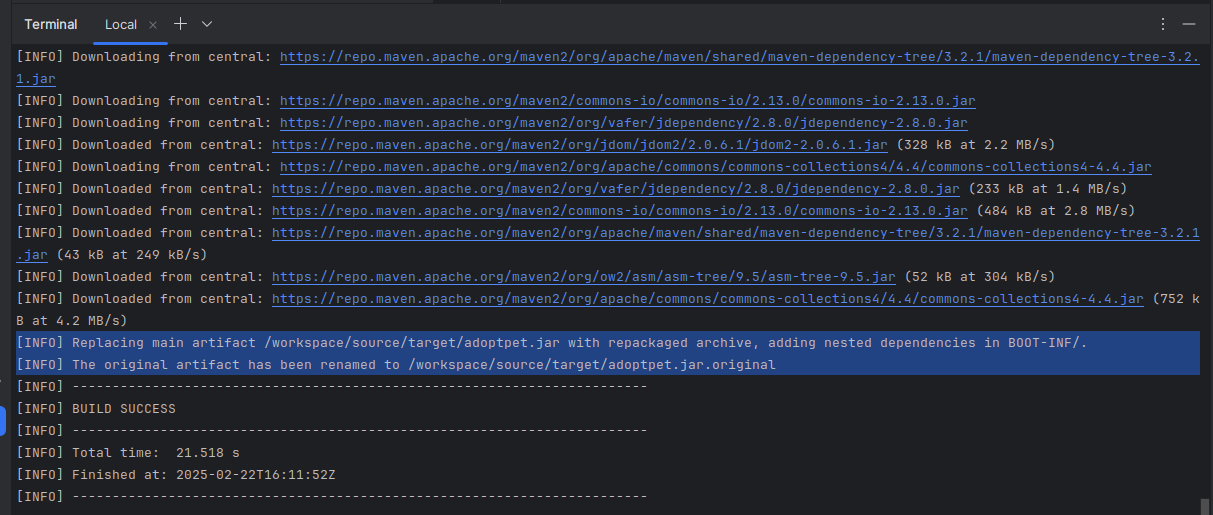 Terminal Local
[INFO] Downloading from central: https://repo.maven.apache.org/maven2/org/apache/maven/shared/maven-dependency-tree/3.2.
1.jar
[INFO] Downloading from central: https://repo.maven.apache.org/maven2/commons-io/commons-io/2.13.0/commons-io-2.13.0.jar
[INFO] Downloading from central: https://repo.maven.apache.org/maven2/org/vafer/jdependency/2.8.0/jdependency-2.8.0.jar
[INFO] Downloaded from central: https://repo.maven.apache.org/maven2/org/jdom/jdom2/2.0.6.1/jdom2-2.0.6.1.jar (328 kB at 2.2 MB/s)
[INFO] Downloading from central: https://repo.maven.apache.org/maven2/org/apache/commons/commons-collections4/4.4/commons-collections4-4.4.jar
[INFO] Downloaded from central: https://repo.maven.apache.org/maven2/org/vafer/jdependency/2.8.0/jdependency-2.8.0.jar (233 kB at 1.4 MB/s)
[INFO] Downloaded from central: https://repo.maven.apache.org/maven2/commons-io/commons-io/2.13.0/commons-io-2.13.0.jar (484 kB at 2.8 MB/s)
[INFO] Downloaded from central: https://repo.maven.apache.org/maven2/org/apache/maven/shared/maven-dependency-tree/3.2.1/maven-dependency-tree-3.2.1
.jar (43 kB at 249 kB/s)
[INFO] Downloaded from central: https://repo.maven.apache.org/maven2/org/ow2/asm/asm-tree/9.5/asm-tree-9.5.jar (52 kB at 304 kB/s)
[INFO] Downloaded from central: https://repo.maven.apache.org/maven2/org/apache/commons/commons-collections4/4.4/commons-collections4-4.4.jar (752 k
B at 4.2 MB/s)
[INFO] Replacing main artifact /workspace/source/target/adoptpet.jar with repackaged archive, adding nested dependencies in BOOT-INF/.
[INFO] The original artifact has been renamed to /workspace/source/target/adoptpet.jar.original
[INFO] ------------------------------------------------------------------------
[INFO] BUILD SUCCESS
[INFO] ------------------------------------------------------------------------
[INFO] Total time:  21.518 s
[INFO] Finished at: 2025-02-22T16:11:52Z
[INFO] ------------------------------------------------------------------------